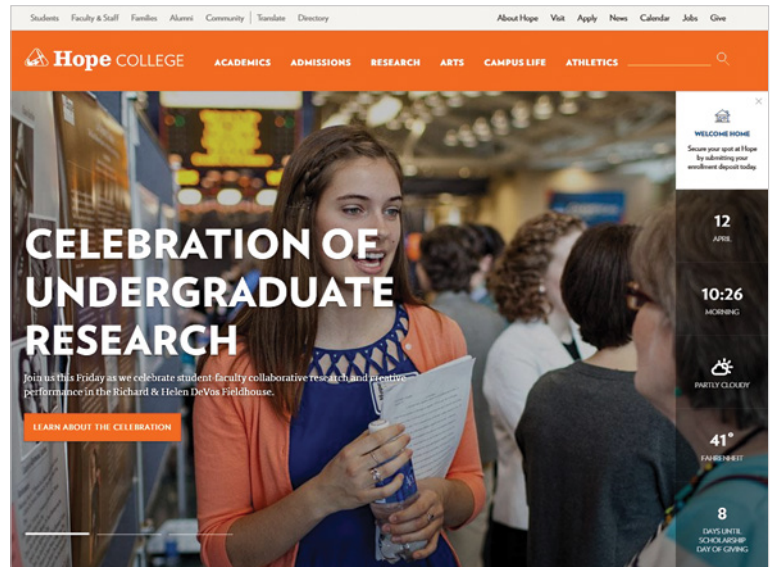 Students Faculty & Staff Families Alumni Community Translate Directory About Hope Visit Apply News Calendar Jobs Give
Hope COLLEGE ACADEMICS ADMISSIONS RESEARCH ARTS CAMPUS LIFE ATHLETICS
WELCOME HOME
Secure your spot at Hope
by submitting your
enrollment deposit today.
CELEBRATION OF
UNDERGRADUATE
RESEARCH
Join us this Friday as we celebrate student-faculty collaborative research and creative
performance in the Richard & Helen DeVos Fieldhouse.
LEARN ABOUT THE CELEBRATION
12
APRIL
10:26
MORNING
PARTLY CLOUDY
41°
FAHRENHEIT
8
DAYS UNTIL
SCHOLARSHIP
DAY OF GIVING